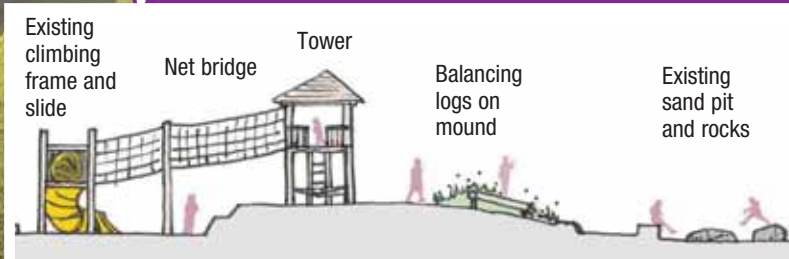 Existing
climbing
frame and
slide
Net bridge
Tower
Balancing
logs on
mound
Existing
sand pit
and rocks